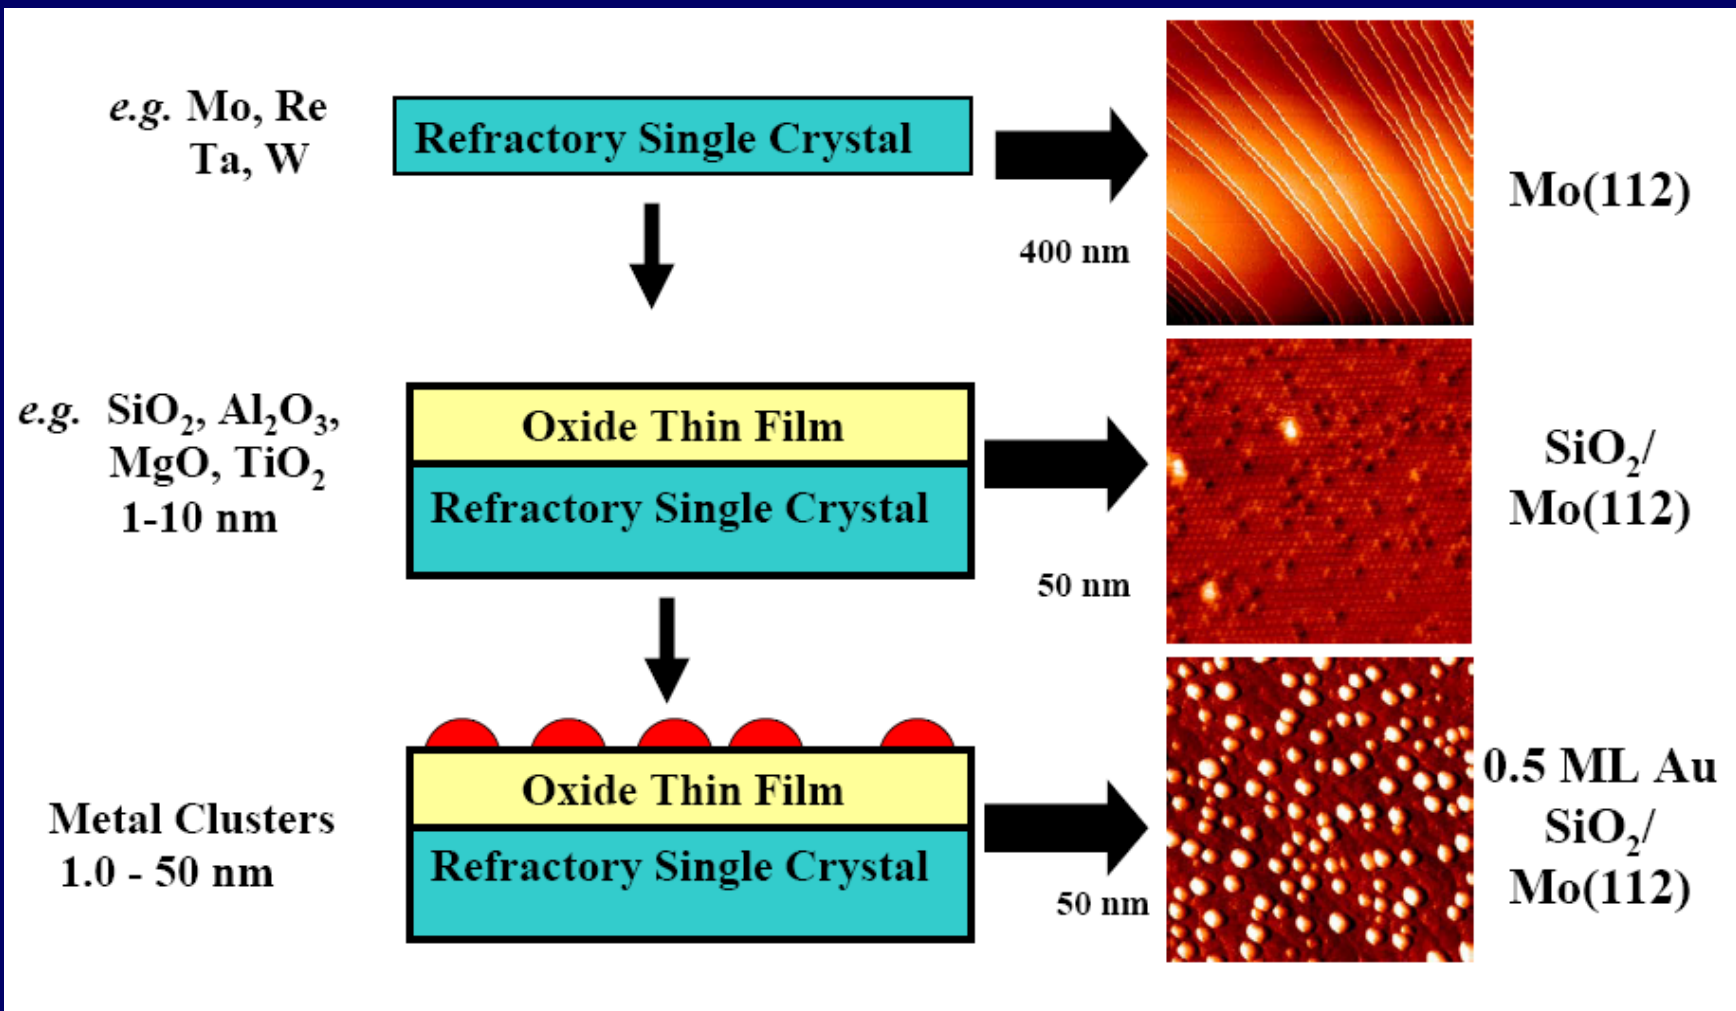 e.g. Mo, Re
Ta, W
Refractory Single Crystal
400 nm
Mo(112)
e.g. SiO₂, Al₂O₃,
MgO, TiO₂
1-10 nm
Oxide Thin Film
Refractory Single Crystal
50 nm
SiO₂/
Mo(112)
Metal Clusters
1.0 - 50 nm
Oxide Thin Film
Refractory Single Crystal
50 nm
0.5 ML Au
SiO₂/
Mo(112)